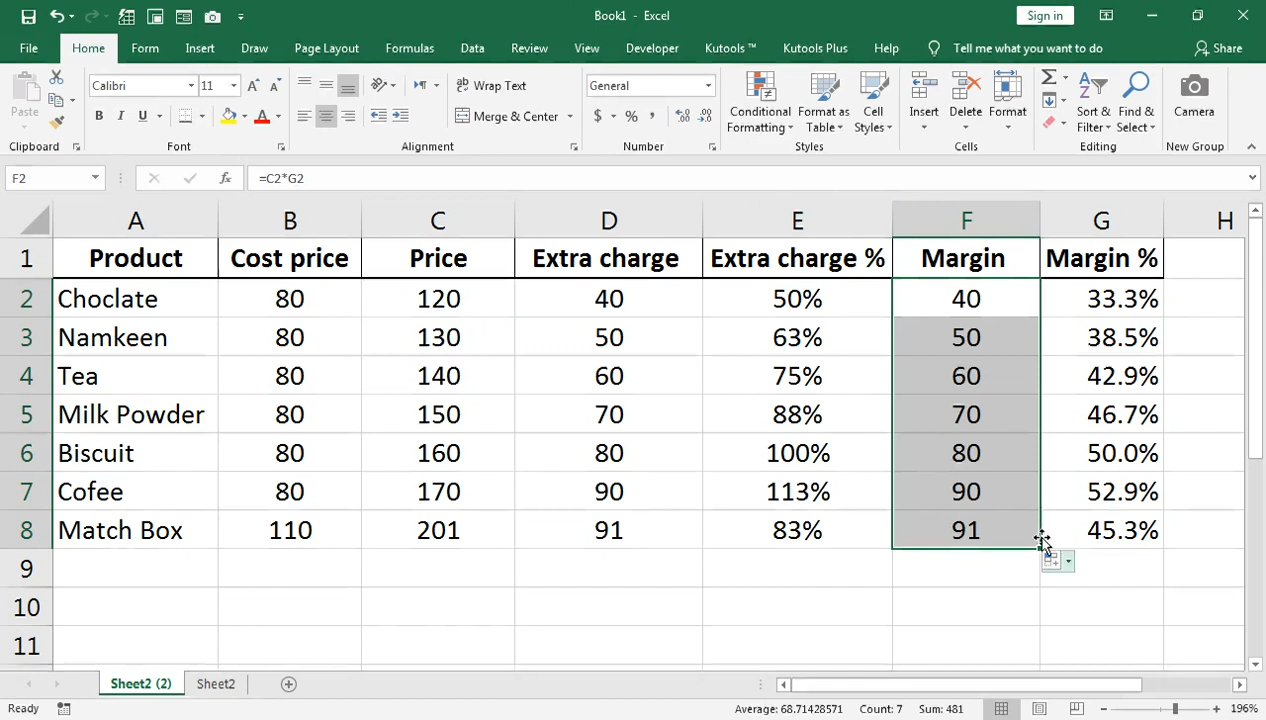 Book1 - Excel
Sign in
File Home Form Insert Draw Page Layout Formulas Data Review View Developer Kutools ™ Kutools Plus Help Tell me what you want to do Share
Paste
Calibri 11
B I U A
Wrap Text
Merge & Center
General
$ % ,
Conditional Formatting
Format as Table
Cell Styles
Insert
Delete
Format
Sort & Filter
Find & Select
Camera
Clipboard Font Alignment Number Styles Cells Editing New Group
F2 fx =C2*G2
A B C D E F G H
1 Product Cost price Price Extra charge Extra charge % Margin Margin %
2 Choclate 80 120 40 50% 40 33.3%
3 Namkeen 80 130 50 63% 50 38.5%
4 Tea 80 140 60 75% 60 42.9%
5 Milk Powder 80 150 70 88% 70 46.7%
6 Biscuit 80 160 80 100% 80 50.0%
7 Cofee 80 170 90 113% 90 52.9%
8 Match Box 110 201 91 83% 91 45.3%
9
10
11
Sheet2 (2) Sheet2
Ready Average: 68.71428571 Count: 7 Sum: 481 196%